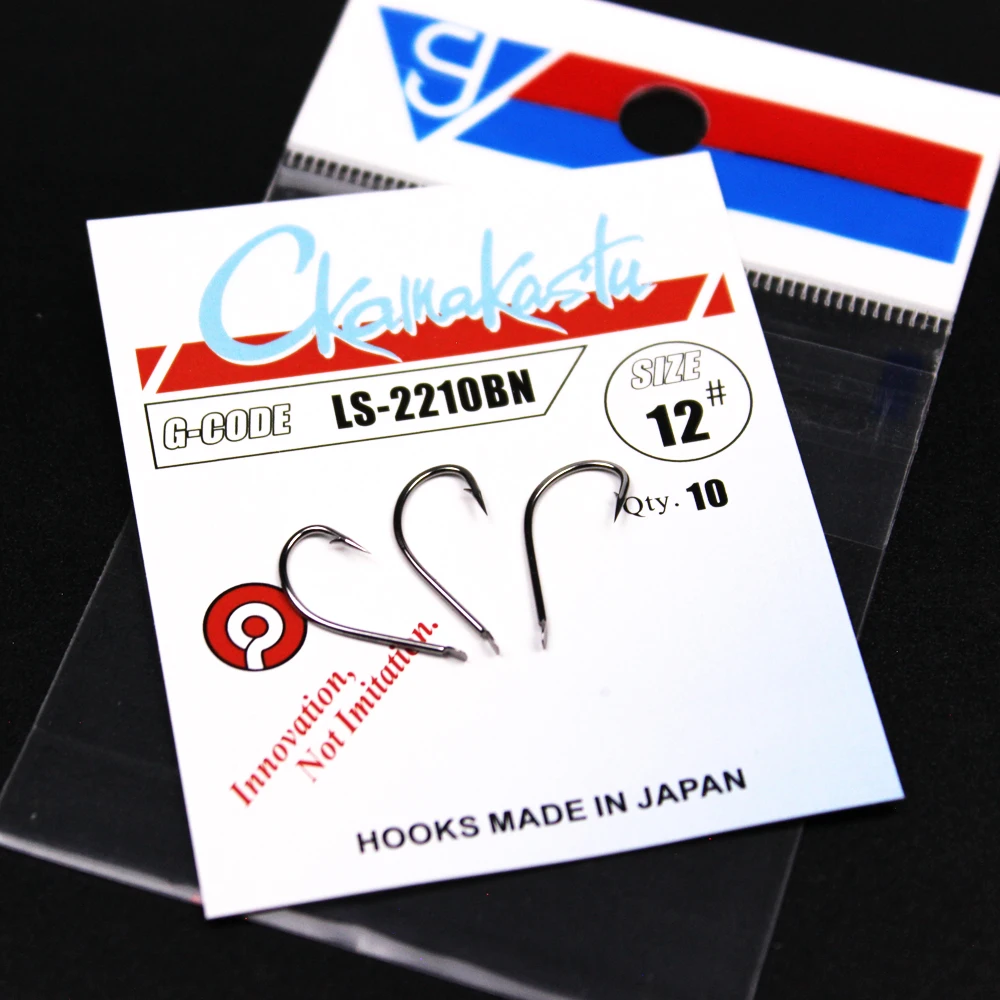 Ckamakastu
G-CODE LS-2210BN
SIZE
12#
Qty. 10
Innovation,
Not Imitation.
HOOKS MADE IN JAPAN